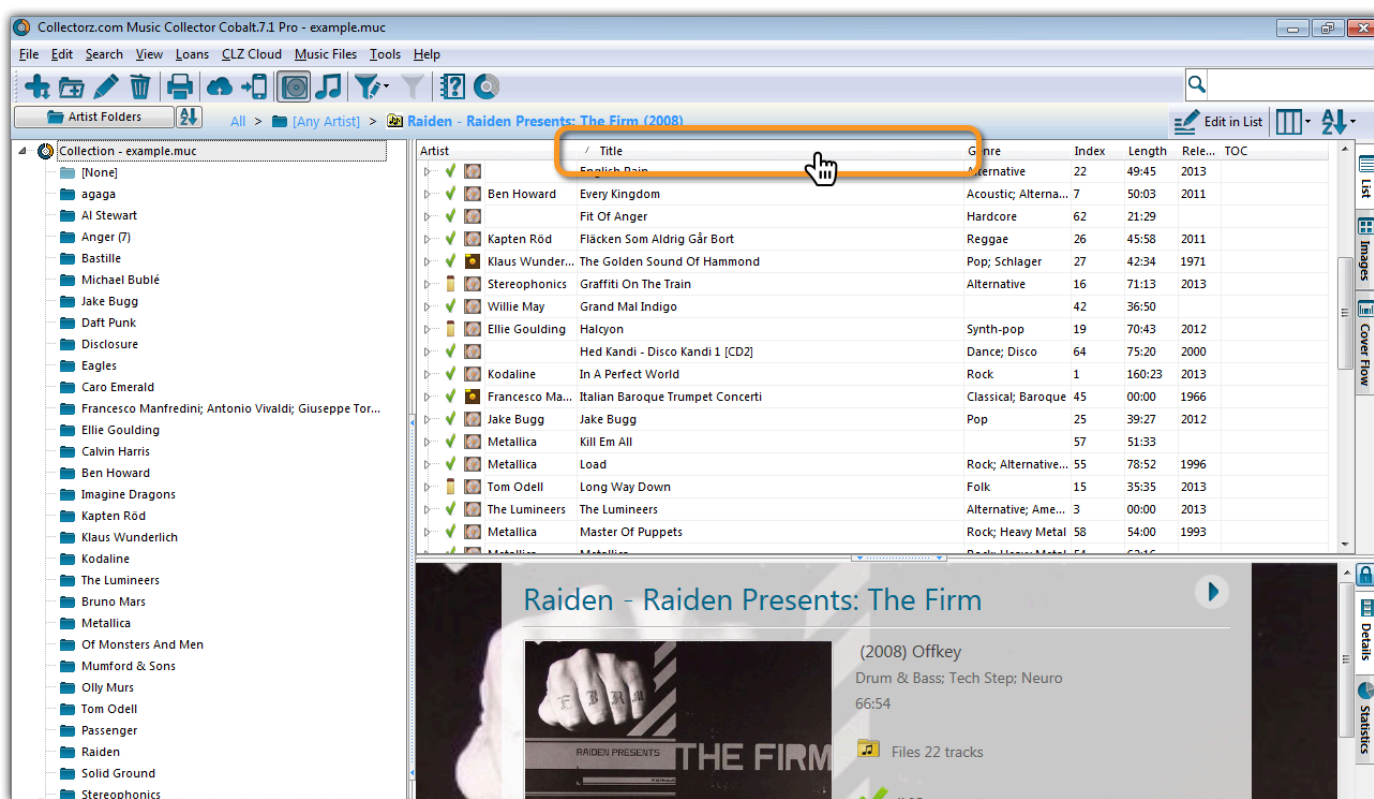 Collectorz.com Music Collector Cobalt.7.1 Pro - example.muc
File Edit Search View Loans CLZ Cloud Music Files Tools Help
Artist Folders All > [Any Artist] > Raiden - Raiden Presents: The Firm (2008) Edit in List
Collection - example.muc
[None]
agaga
Al Stewart
Anger (7)
Bastille
Michael Bublé
Jake Bugg
Daft Punk
Disclosure
Eagles
Caro Emerald
Francesco Manfredini; Antonio Vivaldi; Giuseppe Tor...
Ellie Goulding
Calvin Harris
Ben Howard
Imagine Dragons
Kapten Röd
Klaus Wunderlich
Kodaline
The Lumineers
Bruno Mars
Metallica
Of Monsters And Men
Mumford & Sons
Olly Murs
Tom Odell
Passenger
Raiden
Solid Ground
Stereophonics
Artist Title Genre Index Length Rele... TOC
English Rain Alternative 22 49:45 2013
Ben Howard Every Kingdom Acoustic; Alterna... 7 50:03 2011
Fit Of Anger Hardcore 62 21:29
Kapten Röd Fläcken Som Aldrig Går Bort Reggae 26 45:58 2011
Klaus Wunder... The Golden Sound Of Hammond Pop; Schlager 27 42:34 1971
Stereophonics Graffiti On The Train Alternative 16 71:13 2013
Willie May Grand Mal Indigo 42 36:50
Ellie Goulding Halcyon Synth-pop 19 70:43 2012
Hed Kandi - Disco Kandi 1 [CD2] Dance; Disco 64 75:20 2000
Kodaline In A Perfect World Rock 1 160:23 2013
Francesco Ma... Italian Baroque Trumpet Concerti Classical; Baroque 45 00:00 1966
Jake Bugg Jake Bugg Pop 25 39:27 2012
Metallica Kill Em All 57 51:33
Metallica Load Rock; Alternative... 55 78:52 1996
Tom Odell Long Way Down Folk 15 35:35 2013
The Lumineers The Lumineers Alternative; Ame... 3 00:00 2013
Metallica Master Of Puppets Rock; Heavy Metal 58 54:00 1993
Metallica Metallica Rock; Heavy Metal 54 62:16
List
Images
Cover Flow
Raiden - Raiden Presents: The Firm
(2008) Offkey
Drum & Bass; Tech Step; Neuro
66:54
Files 22 tracks
RAIDEN PRESENTS THE FIRM
Details
Statistics